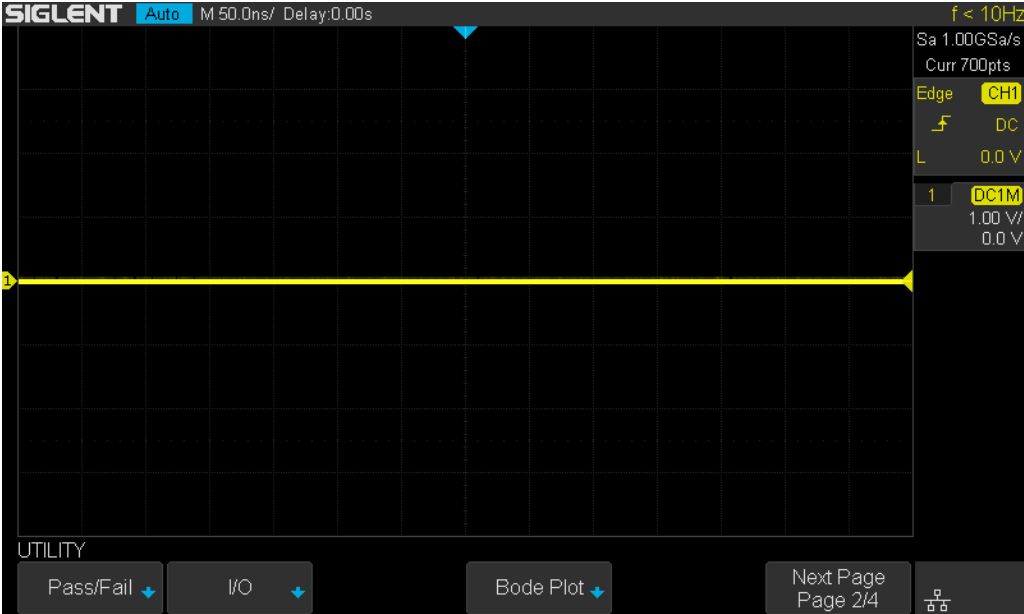 SIGLENT Auto M 50.0ns/ Delay:0.00s f < 10Hz
Sa 1.00GSa/s
Curr 700pts
Edge CH1
DC
L 0.0 V
1 DC1M
1.00 V/
0.0 V
1
UTILITY
Pass/Fail I/O Bode Plot Next Page
Page 2/4